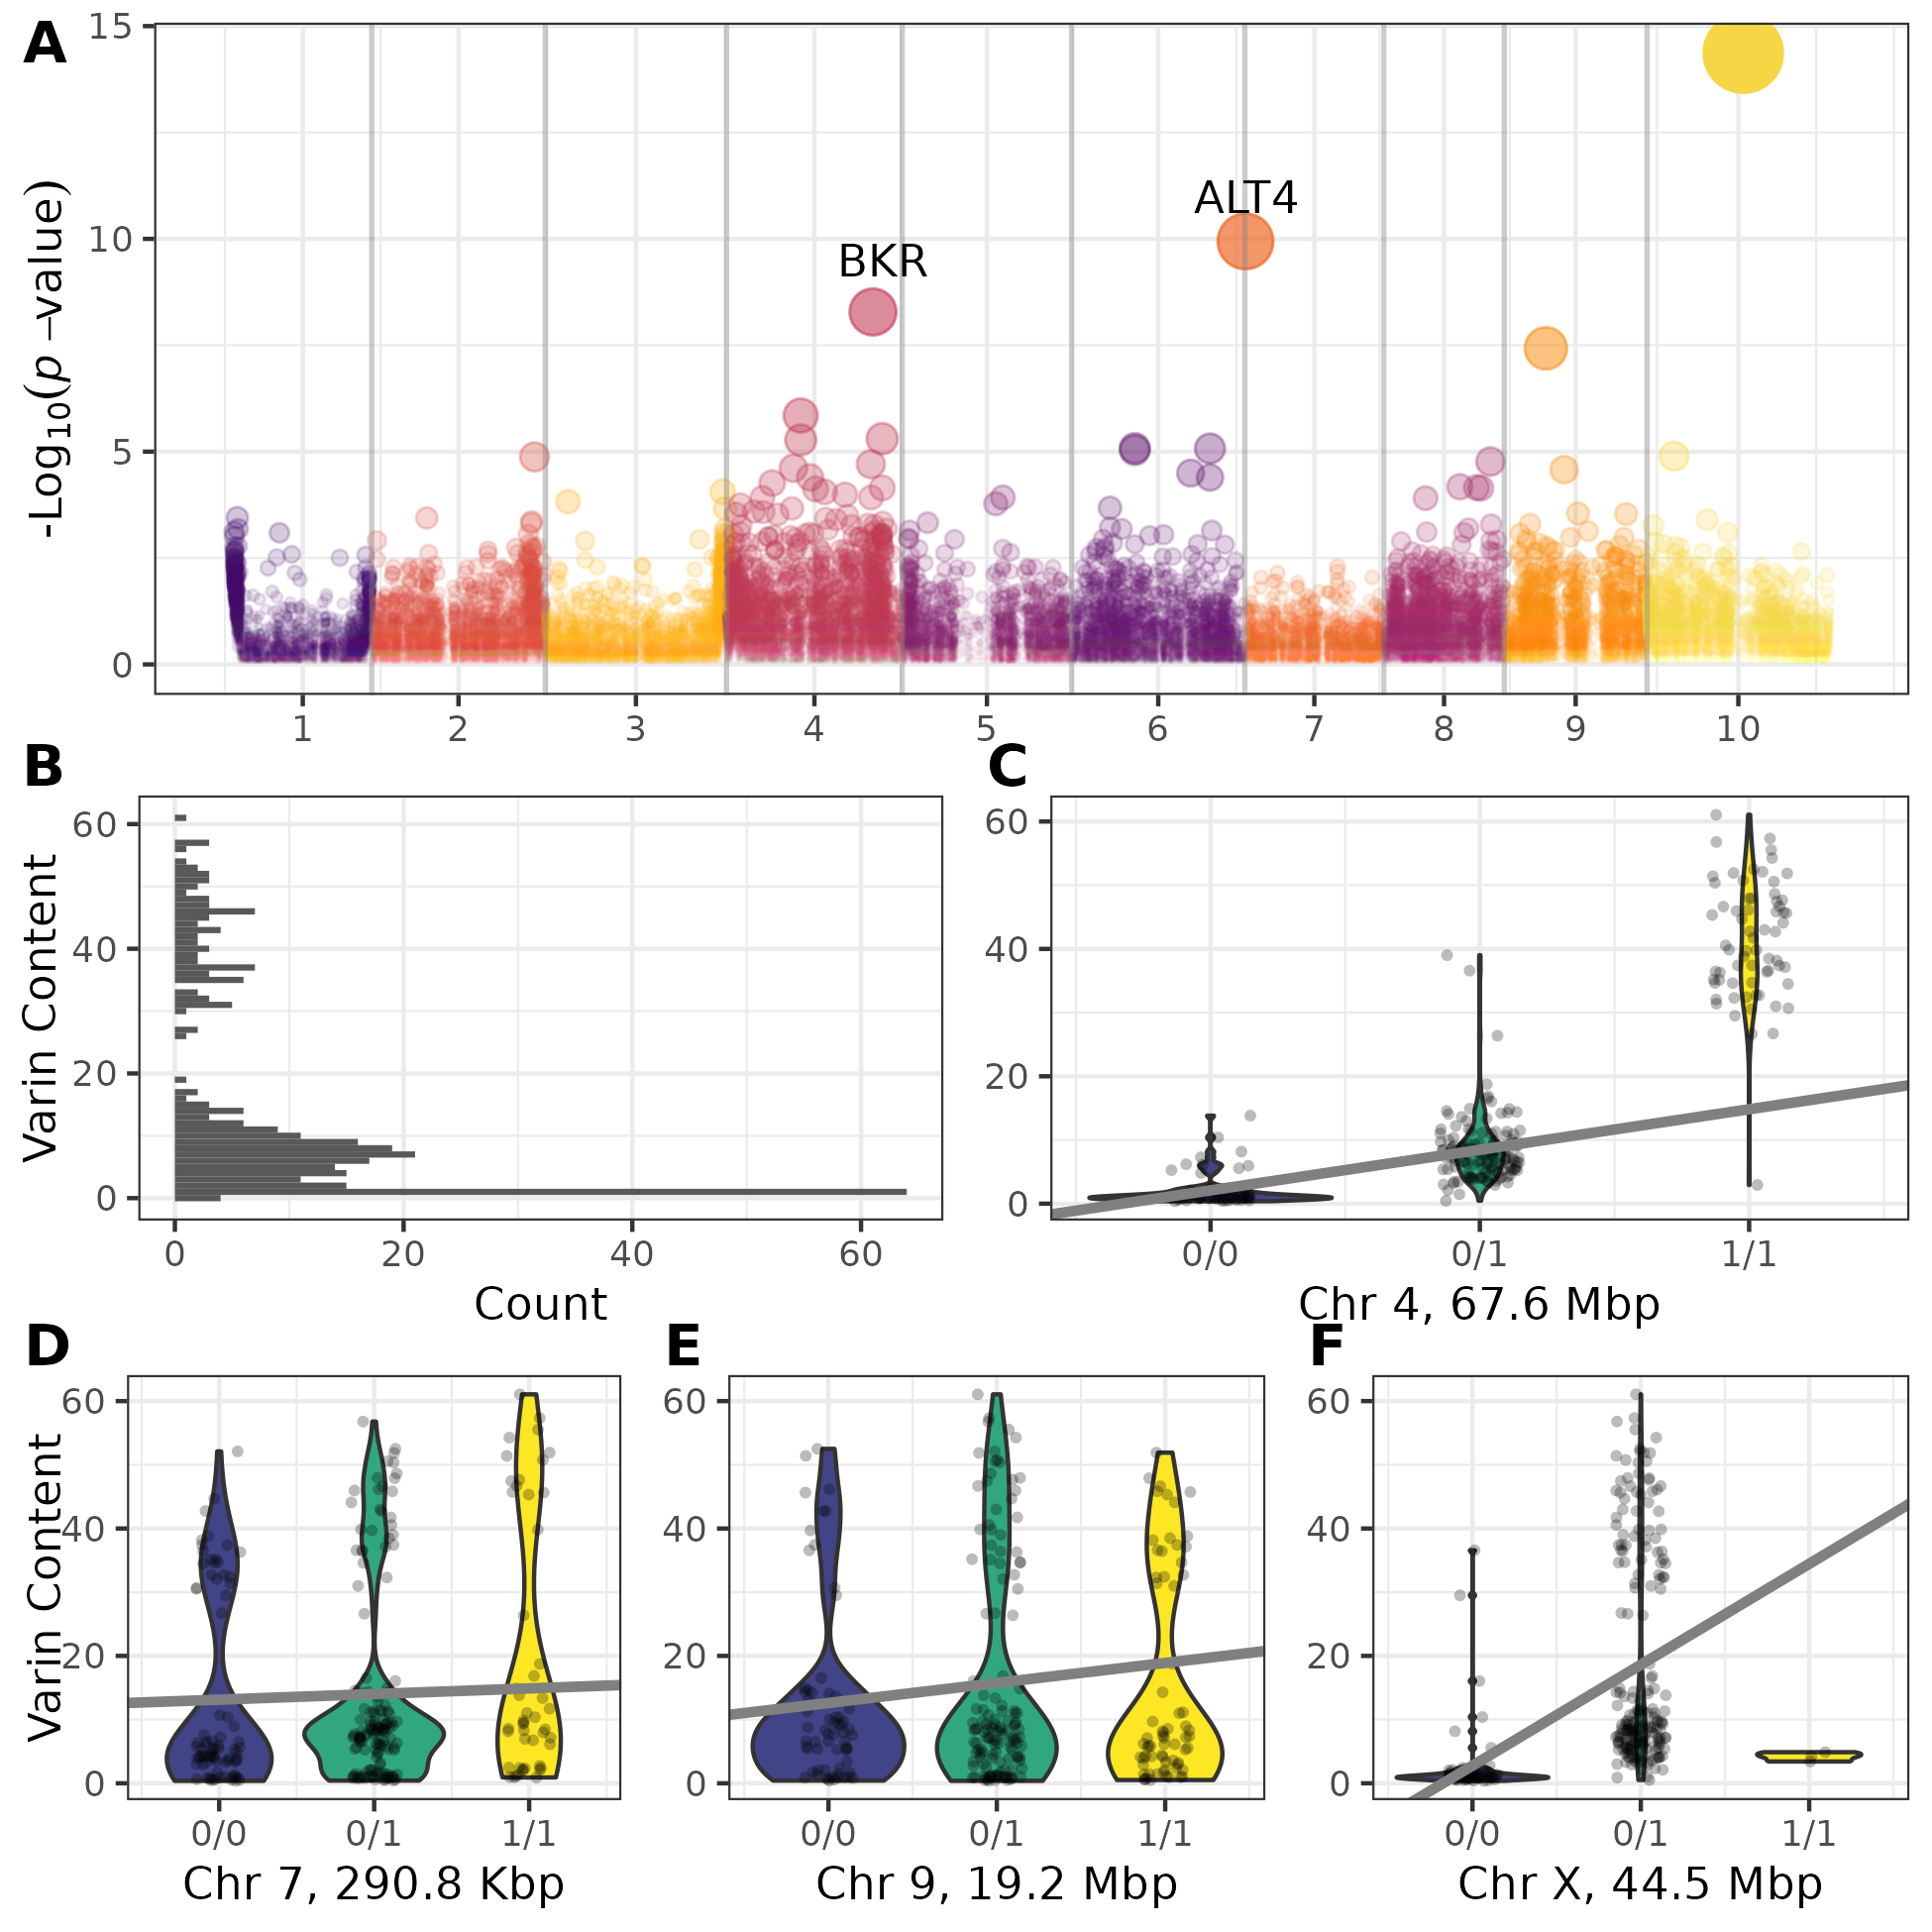 A
15
10
5
0
-Log10(p −value)
BKR
ALT4
1 2 3 4 5 6 7 8 9 10
B
60
40
20
0
Varin Content
0 20 40 60
Count
C
60
40
20
0
0/0 0/1 1/1
Chr 4, 67.6 Mbp
D
60
40
20
0
Varin Content
0/0 0/1 1/1
Chr 7, 290.8 Kbp
E
60
40
20
0
0/0 0/1 1/1
Chr 9, 19.2 Mbp
F
60
40
20
0
0/0 0/1 1/1
Chr X, 44.5 Mbp